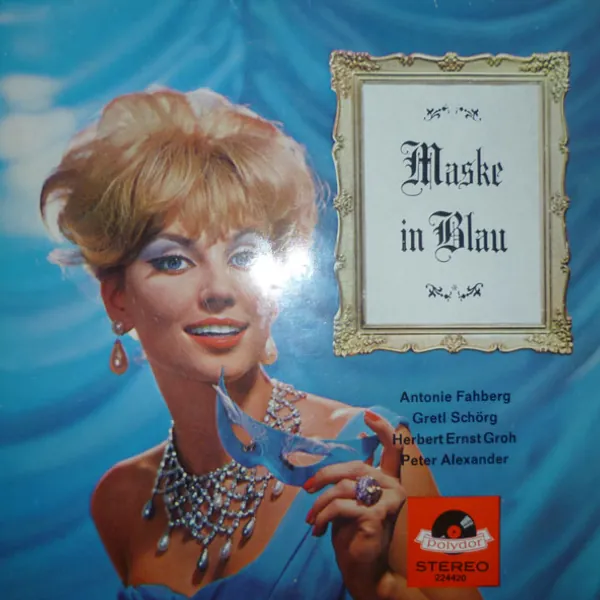 Maske
in Blau
Antonie Fahberg
Gretl Schörg
Herbert Ernst Groh
Peter Alexander
polydor
STEREO
224420